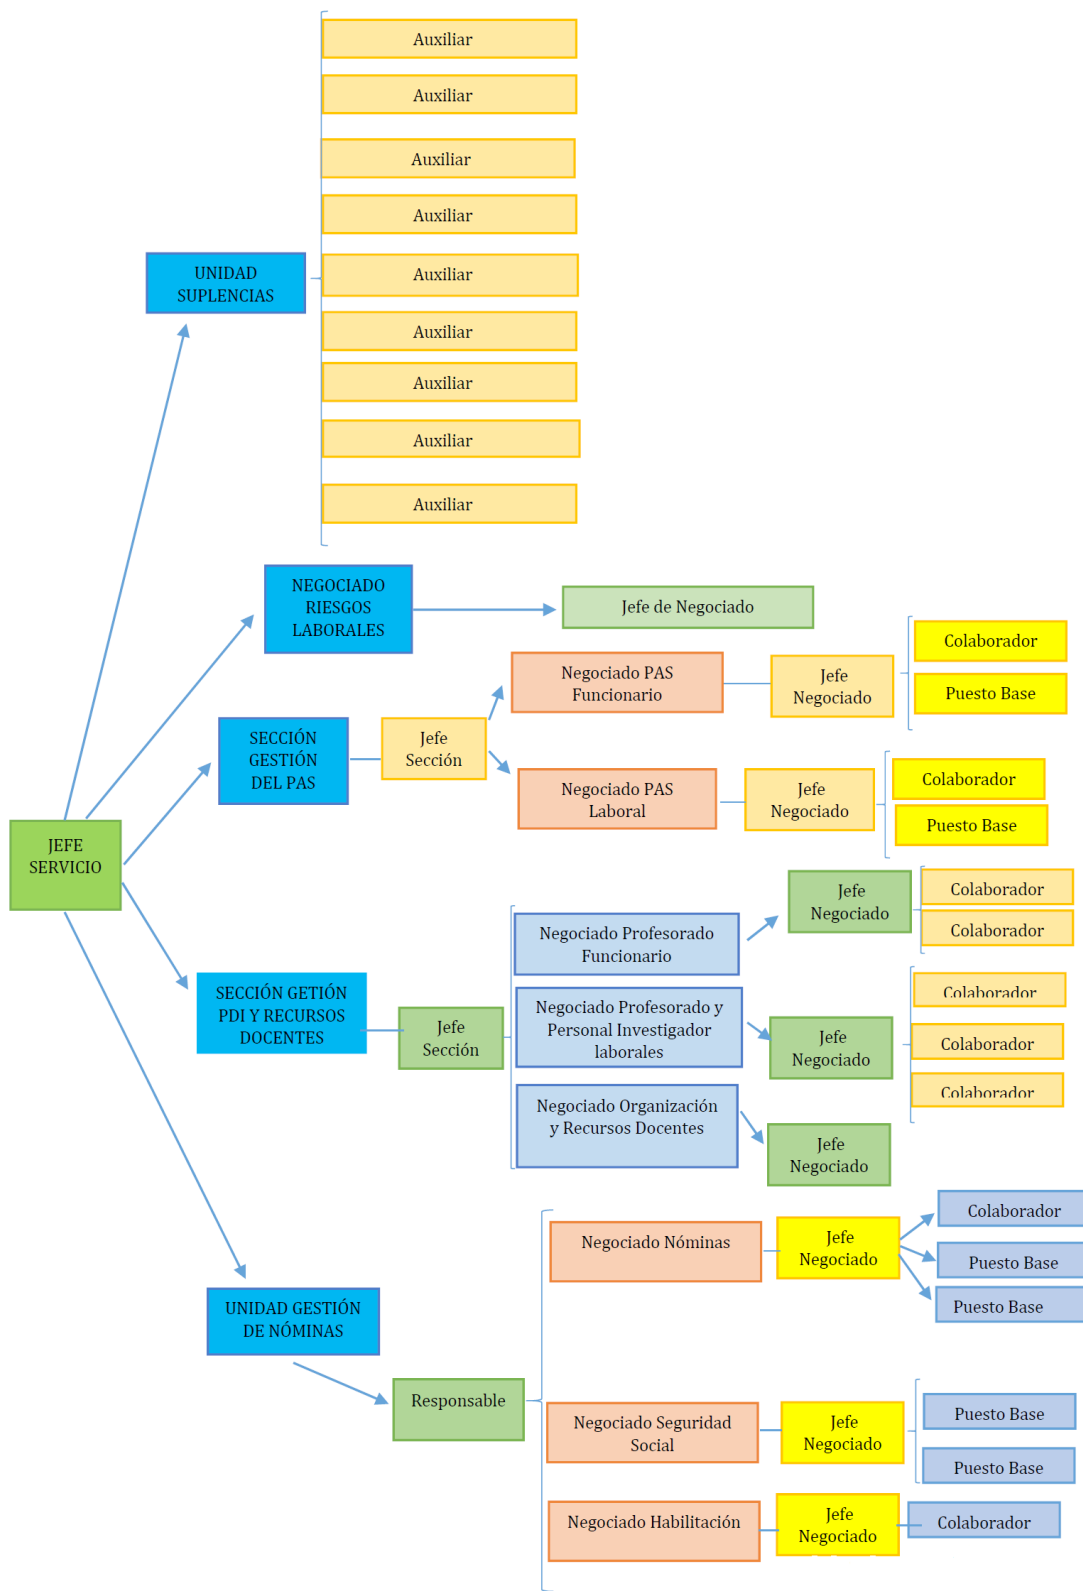 Auxiliar
Auxiliar
Auxiliar
Auxiliar
UNIDAD
SUPLENCIAS
Auxiliar
Auxiliar
Auxiliar
Auxiliar
Auxiliar
NEGOCIADO
RIESGOS
LABORALES
Jefe de Negociado
Negociado PAS
Funcionario
Jefe
Negociado
Colaborador
Puesto Base
SECCIÓN
GESTIÓN
DEL PAS
Jefe
Sección
Negociado PAS
Laboral
Jefe
Negociado
Colaborador
Puesto Base
JEFE
SERVICIO
Negociado Profesorado
Funcionario
Jefe
Negociado
Colaborador
Colaborador
SECCIÓN GETIÓN
PDI Y RECURSOS
DOCENTES
Jefe
Sección
Negociado Profesorado y
Personal Investigador
laborales
Jefe
Negociado
Colaborador
Colaborador
Colaborador
Negociado Organización
y Recursos Docentes
Jefe
Negociado
UNIDAD GESTIÓN
DE NÓMINAS
Responsable
Negociado Nóminas
Jefe
Negociado
Colaborador
Puesto Base
Puesto Base
Negociado Seguridad
Social
Jefe
Negociado
Puesto Base
Puesto Base
Negociado Habilitación
Jefe
Negociado
Colaborador